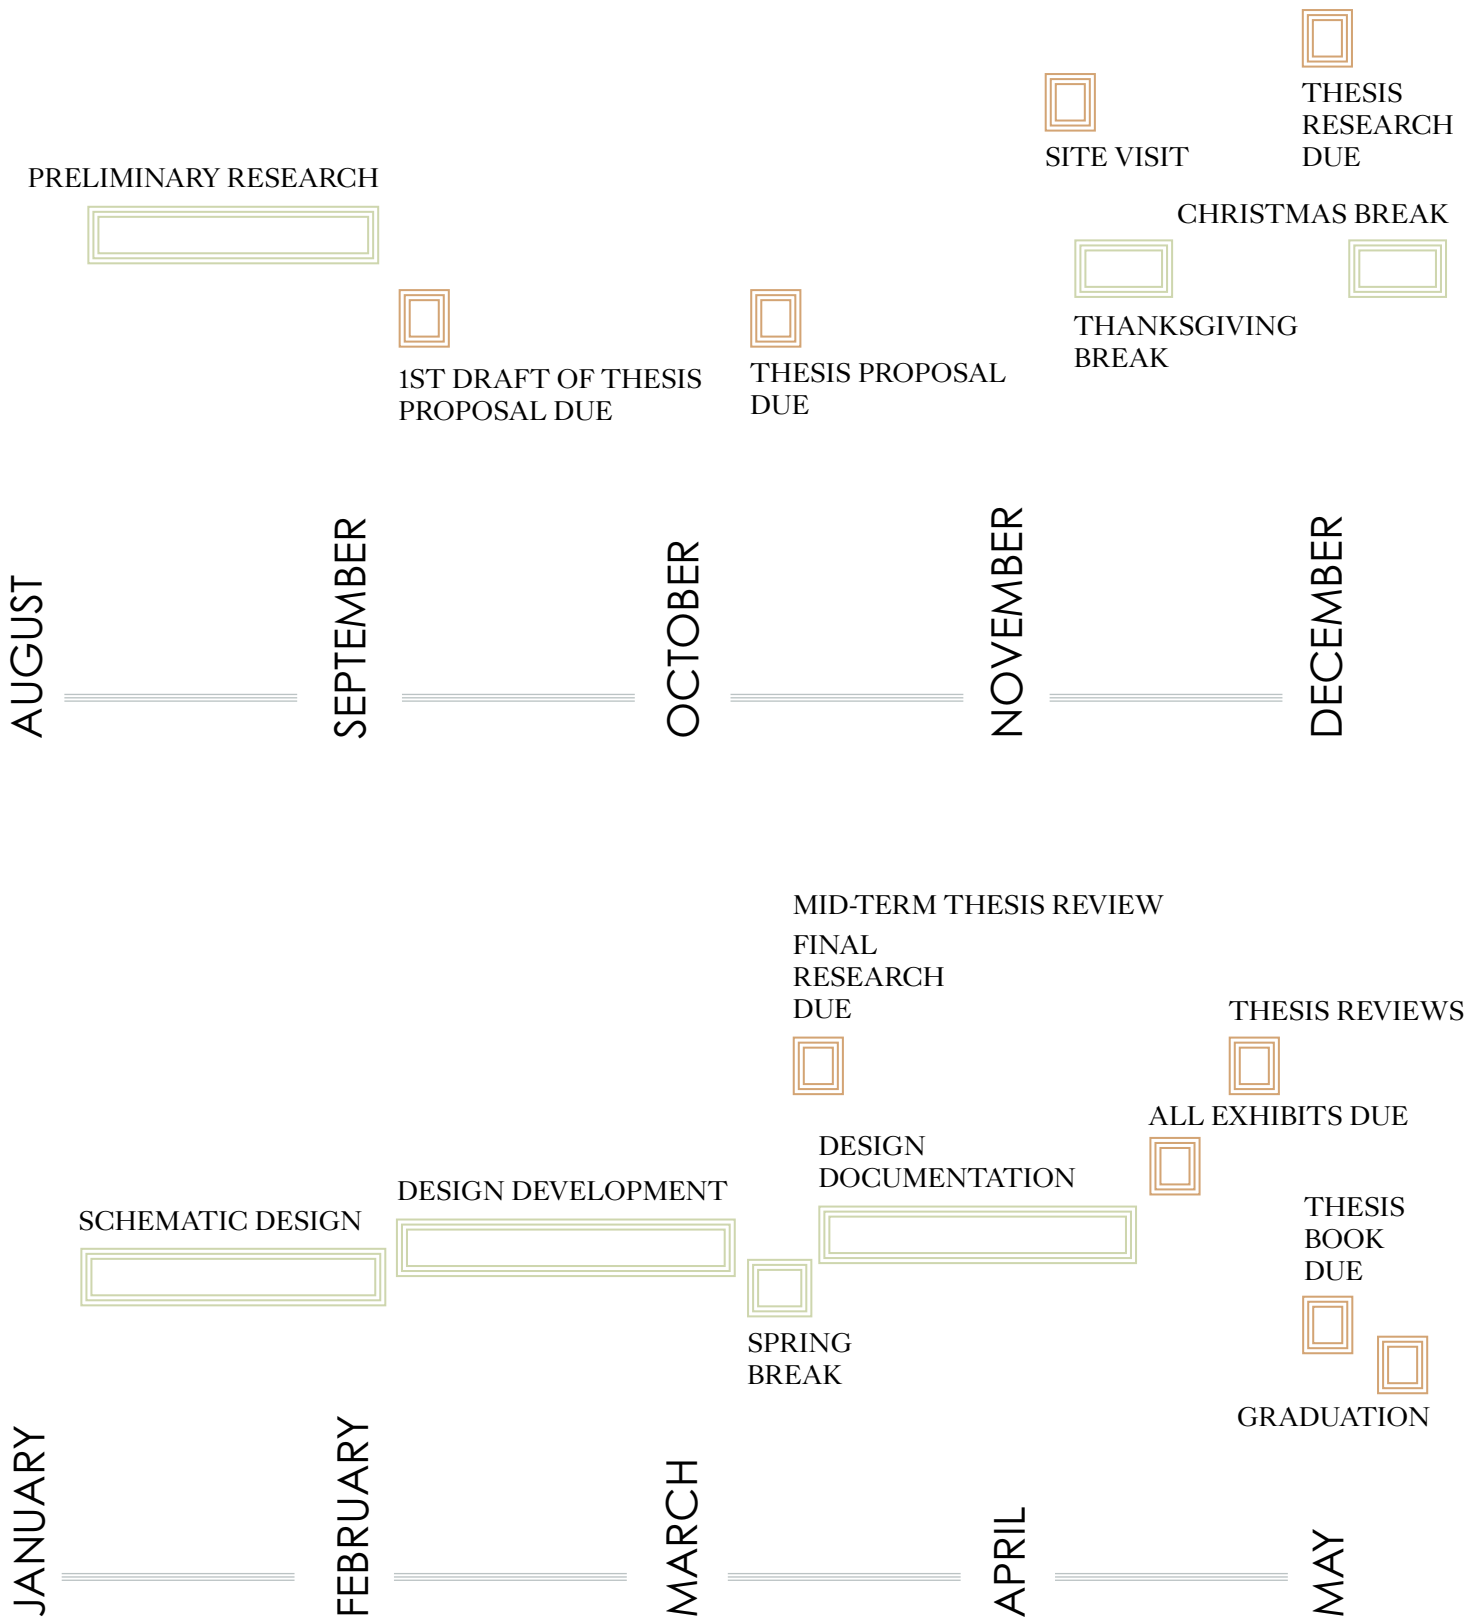 THESIS
RESEARCH
DUE
SITE VISIT
PRELIMINARY RESEARCH
CHRISTMAS BREAK
THANKSGIVING
BREAK
1ST DRAFT OF THESIS
PROPOSAL DUE
THESIS PROPOSAL
DUE
AUGUST
SEPTEMBER
OCTOBER
NOVEMBER
DECEMBER
MID-TERM THESIS REVIEW
FINAL
RESEARCH
DUE
THESIS REVIEWS
ALL EXHIBITS DUE
DESIGN
DOCUMENTATION
DESIGN DEVELOPMENT
SCHEMATIC DESIGN
THESIS
BOOK
DUE
SPRING
BREAK
GRADUATION
JANUARY
FEBRUARY
MARCH
APRIL
MAY